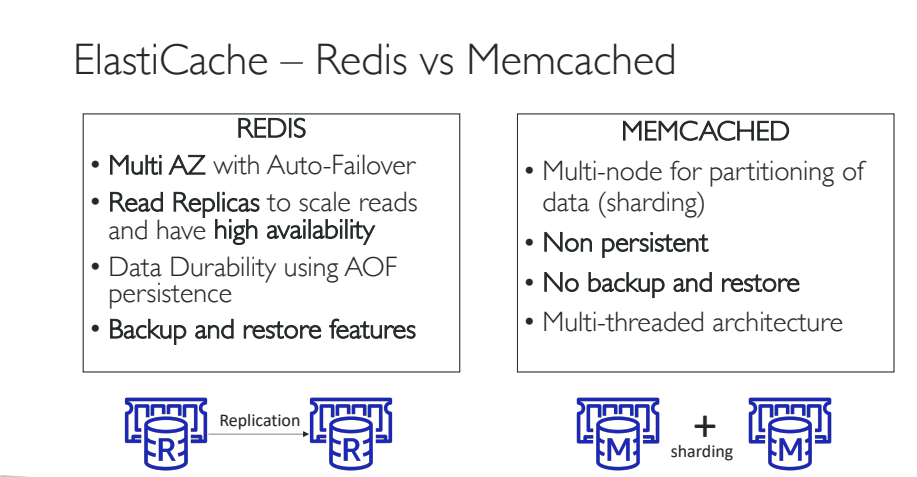 ElastiCache – Redis vs Memcached
REDIS
• Multi AZ with Auto-Failover
• Read Replicas to scale reads
and have high availability
• Data Durability using AOF
persistence
• Backup and restore features
MEMCACHED
• Multi-node for partitioning of
data (sharding)
• Non persistent
• No backup and restore
• Multi-threaded architecture
R
Replication
R
M
+
sharding
M